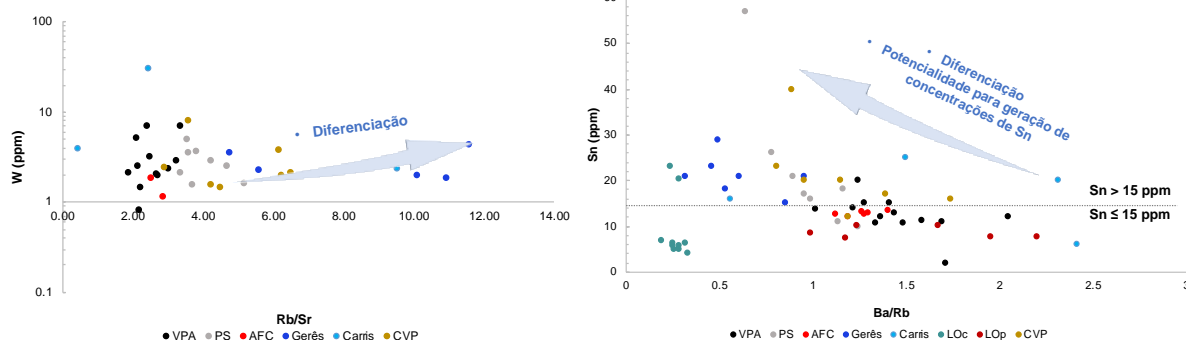 100
10
1
0.1
W (ppm)
0.00 2.00 4.00 6.00 8.00 10.00 12.00 14.00
Rb/Sr
• Diferenciação
VPA PS AFC Gerês Carris CVP
50
40
30
20
10
0
Sn (ppm)
0 0.5 1 1.5 2 2.5 3
Ba/Rb
• Diferenciação
• Potencialidade para geração de
concentrações de Sn
Sn > 15 ppm
Sn ≤ 15 ppm
VPA PS AFC Gerês Carris LOc LOp CVP